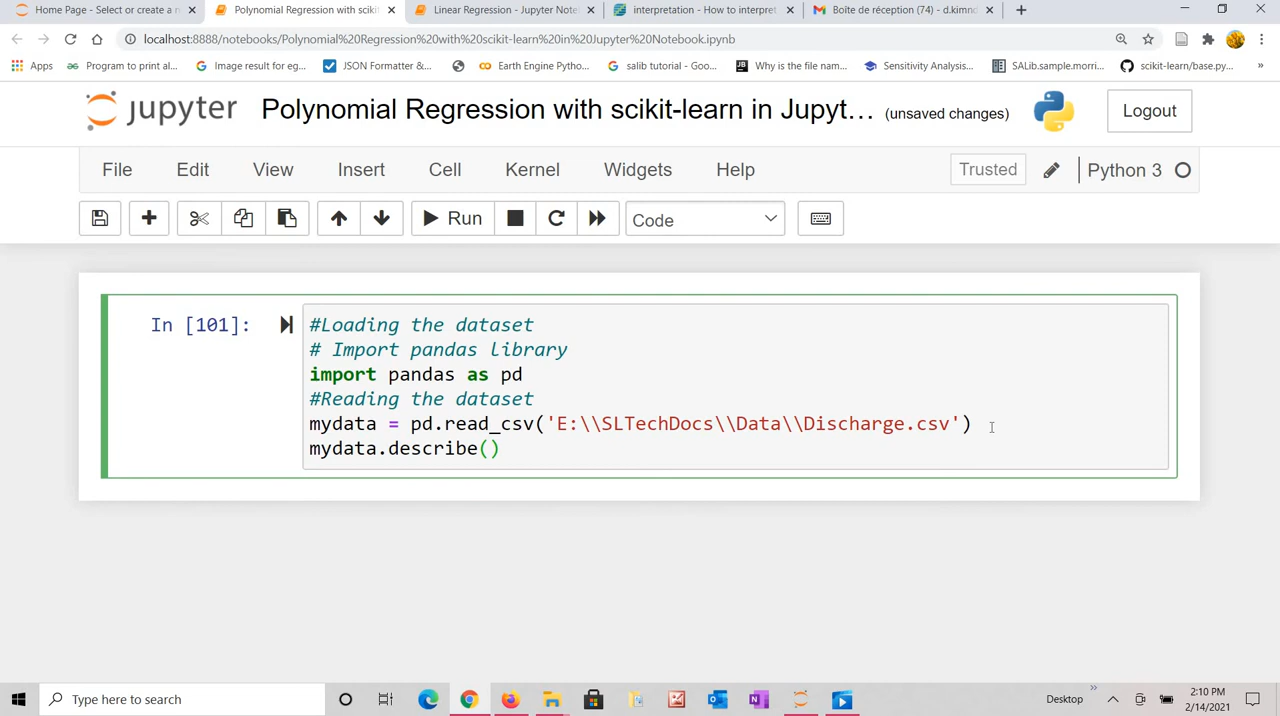 Home Page - Select or create a n
Polynomial Regression with scikit
Linear Regression - Jupyter Note
interpretation - How to interpret
Boîte de réception (74) - d.kimno
localhost:8888/notebooks/Polynomial%20Regression%20with%20scikit-learn%20in%20Jupyter%20Notebook.ipynb
Apps
Program to print al...
Image result for eg...
JSON Formatter &...
Earth Engine Pytho...
salib tutorial - Goo...
Why is the file nam...
Sensitivity Analysis...
SALib.sample.morri...
scikit-learn/base.py...
»
jupyter
Polynomial Regression with scikit-learn in Jupyt...
(unsaved changes)
Logout
File
Edit
View
Insert
Cell
Kernel
Widgets
Help
Trusted
Python 3
Run
Code
In [101]:
#Loading the dataset
# Import pandas library
import pandas as pd
#Reading the dataset
mydata = pd.read_csv('E:\\SLTechDocs\\Data\\Discharge.csv')
mydata.describe()
Type here to search
Desktop
»
2:10 PM
2/14/2021